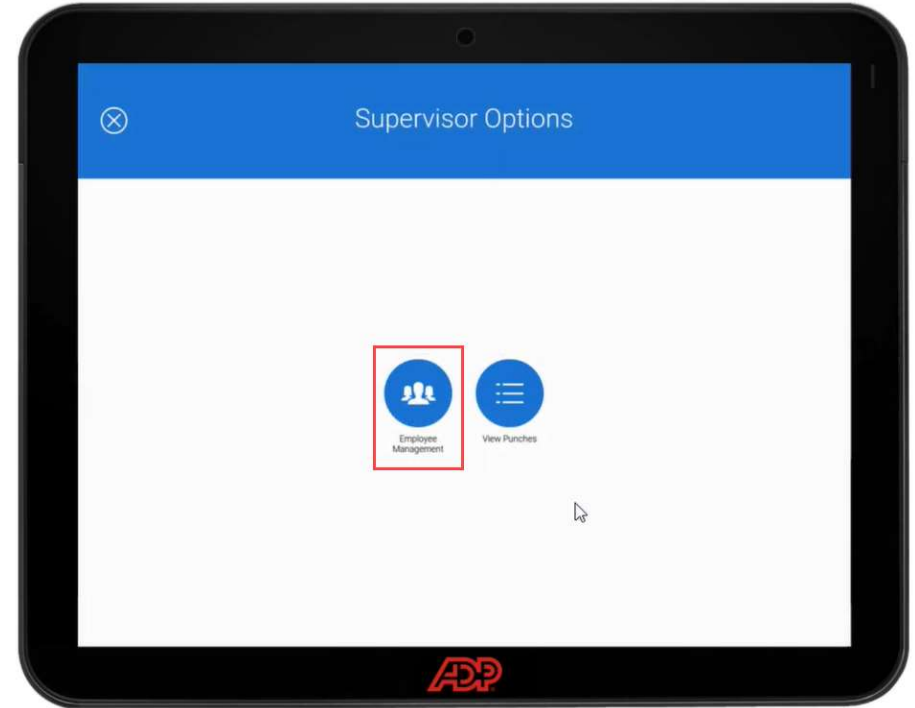 Supervisor Options
Employee
Management
View Punches
ADP